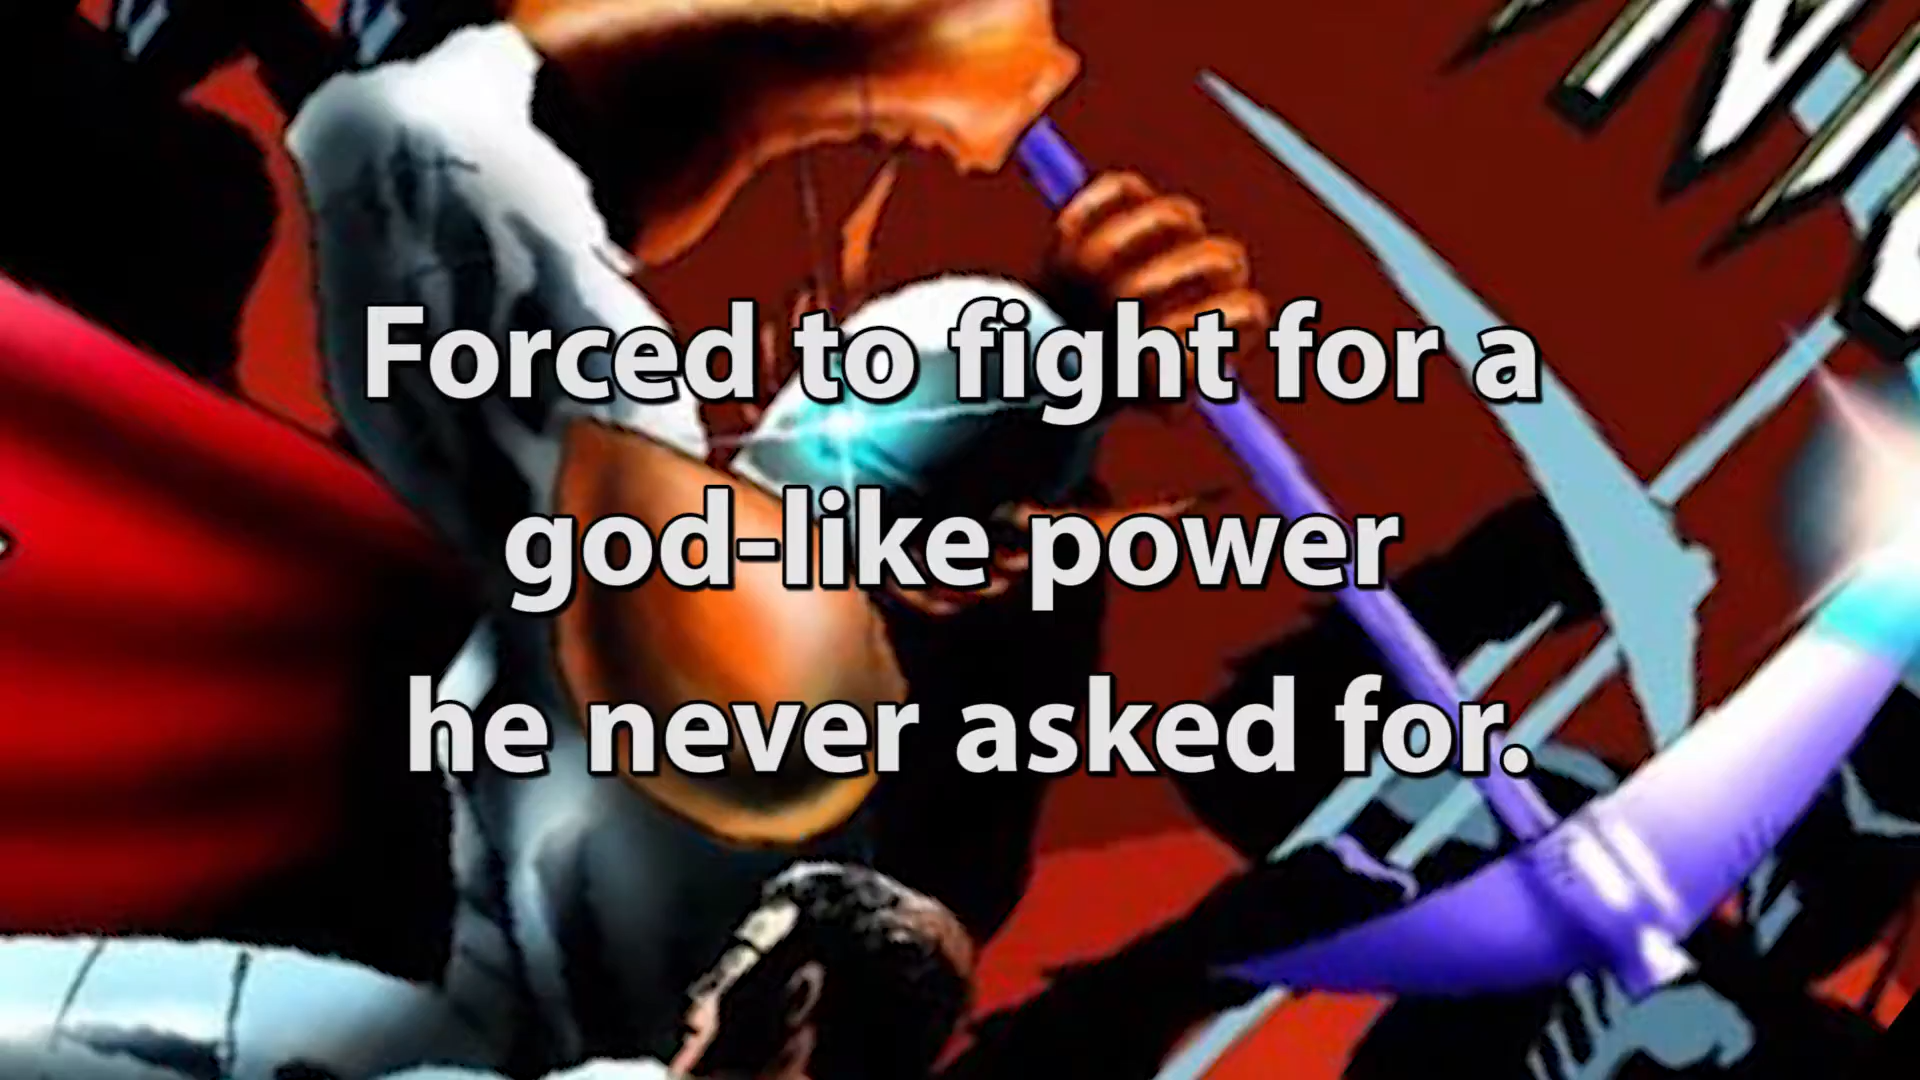 Forced to fight for a
god-like power
he never asked for.